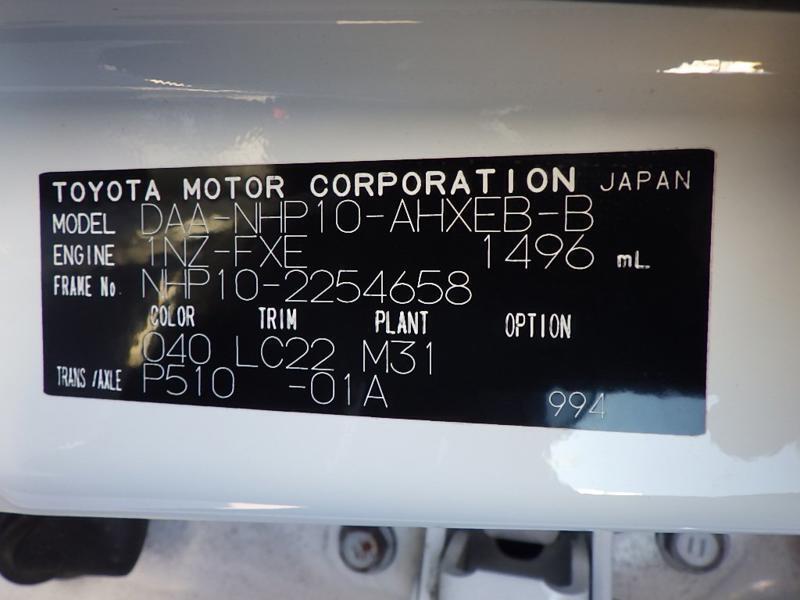 TOYOTA MOTOR CORPORATION JAPAN
MODEL DAA-NHP10-AHXEB-B
ENGINE 1NZ-FXE 1496 mL
FRAME No. NHP10-2254658
COLOR TRIM PLANT OPTION
040 LC22 M31
TRANS/AXLE P510 -01A 994